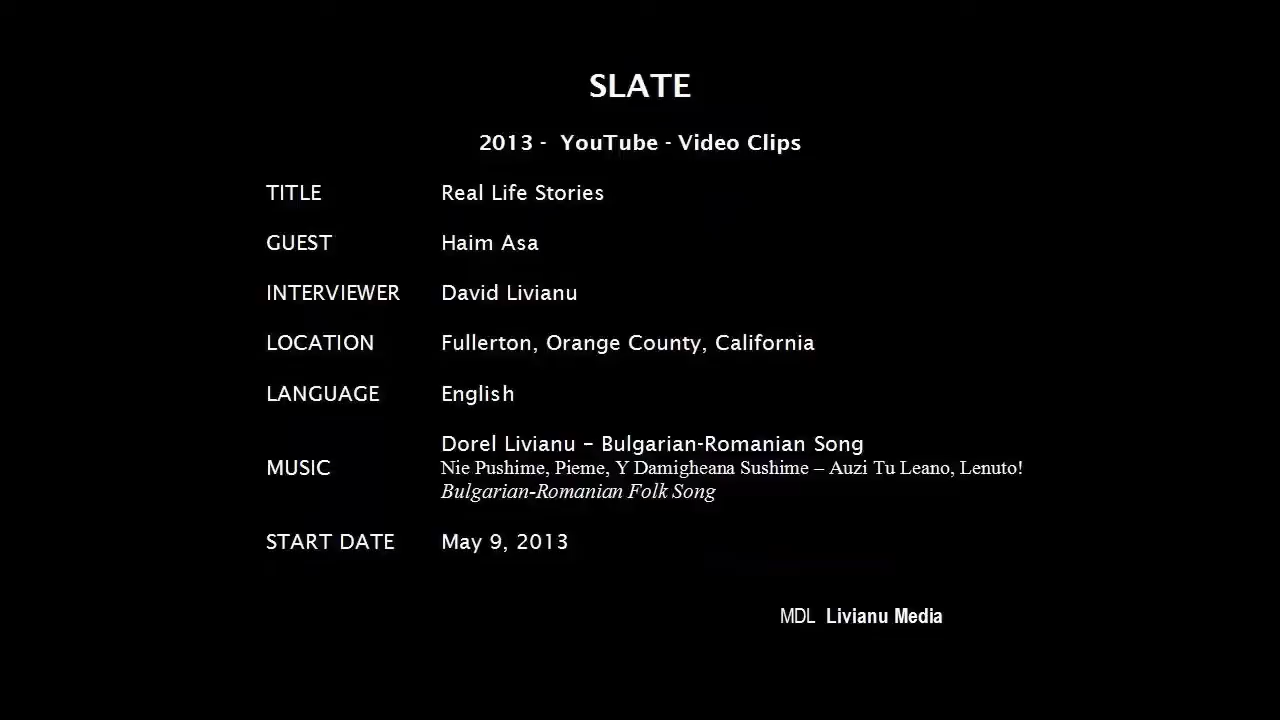 SLATE
2013 - YouTube - Video Clips
TITLE Real Life Stories
GUEST Haim Asa
INTERVIEWER David Livianu
LOCATION Fullerton, Orange County, California
LANGUAGE English
MUSIC Dorel Livianu – Bulgarian-Romanian Song
Nie Pushime, Pieme, Y Damigheana Sushime – Auzi Tu Leano, Lenuto!
Bulgarian-Romanian Folk Song
START DATE May 9, 2013
MDL Livianu Media